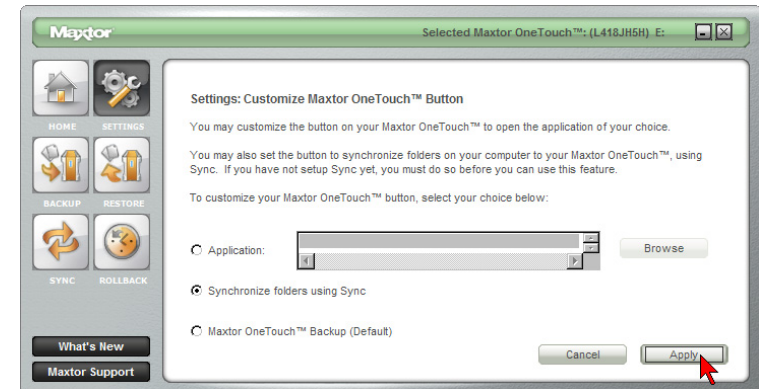 Maxtor
Selected Maxtor OneTouch™: (L418JH5H) E:
HOME SETTINGS
BACKUP RESTORE
SYNC ROLLBACK
What's New
Maxtor Support
Settings: Customize Maxtor OneTouch™ Button
You may customize the button on your Maxtor OneTouch™ to open the application of your choice.
You may also set the button to synchronize folders on your computer to your Maxtor OneTouch™, using
Sync. If you have not setup Sync yet, you must do so before you can use this feature.
To customize your Maxtor OneTouch™ button, select your choice below:
Application:
Browse
Synchronize folders using Sync
Maxtor OneTouch™ Backup (Default)
Cancel Apply